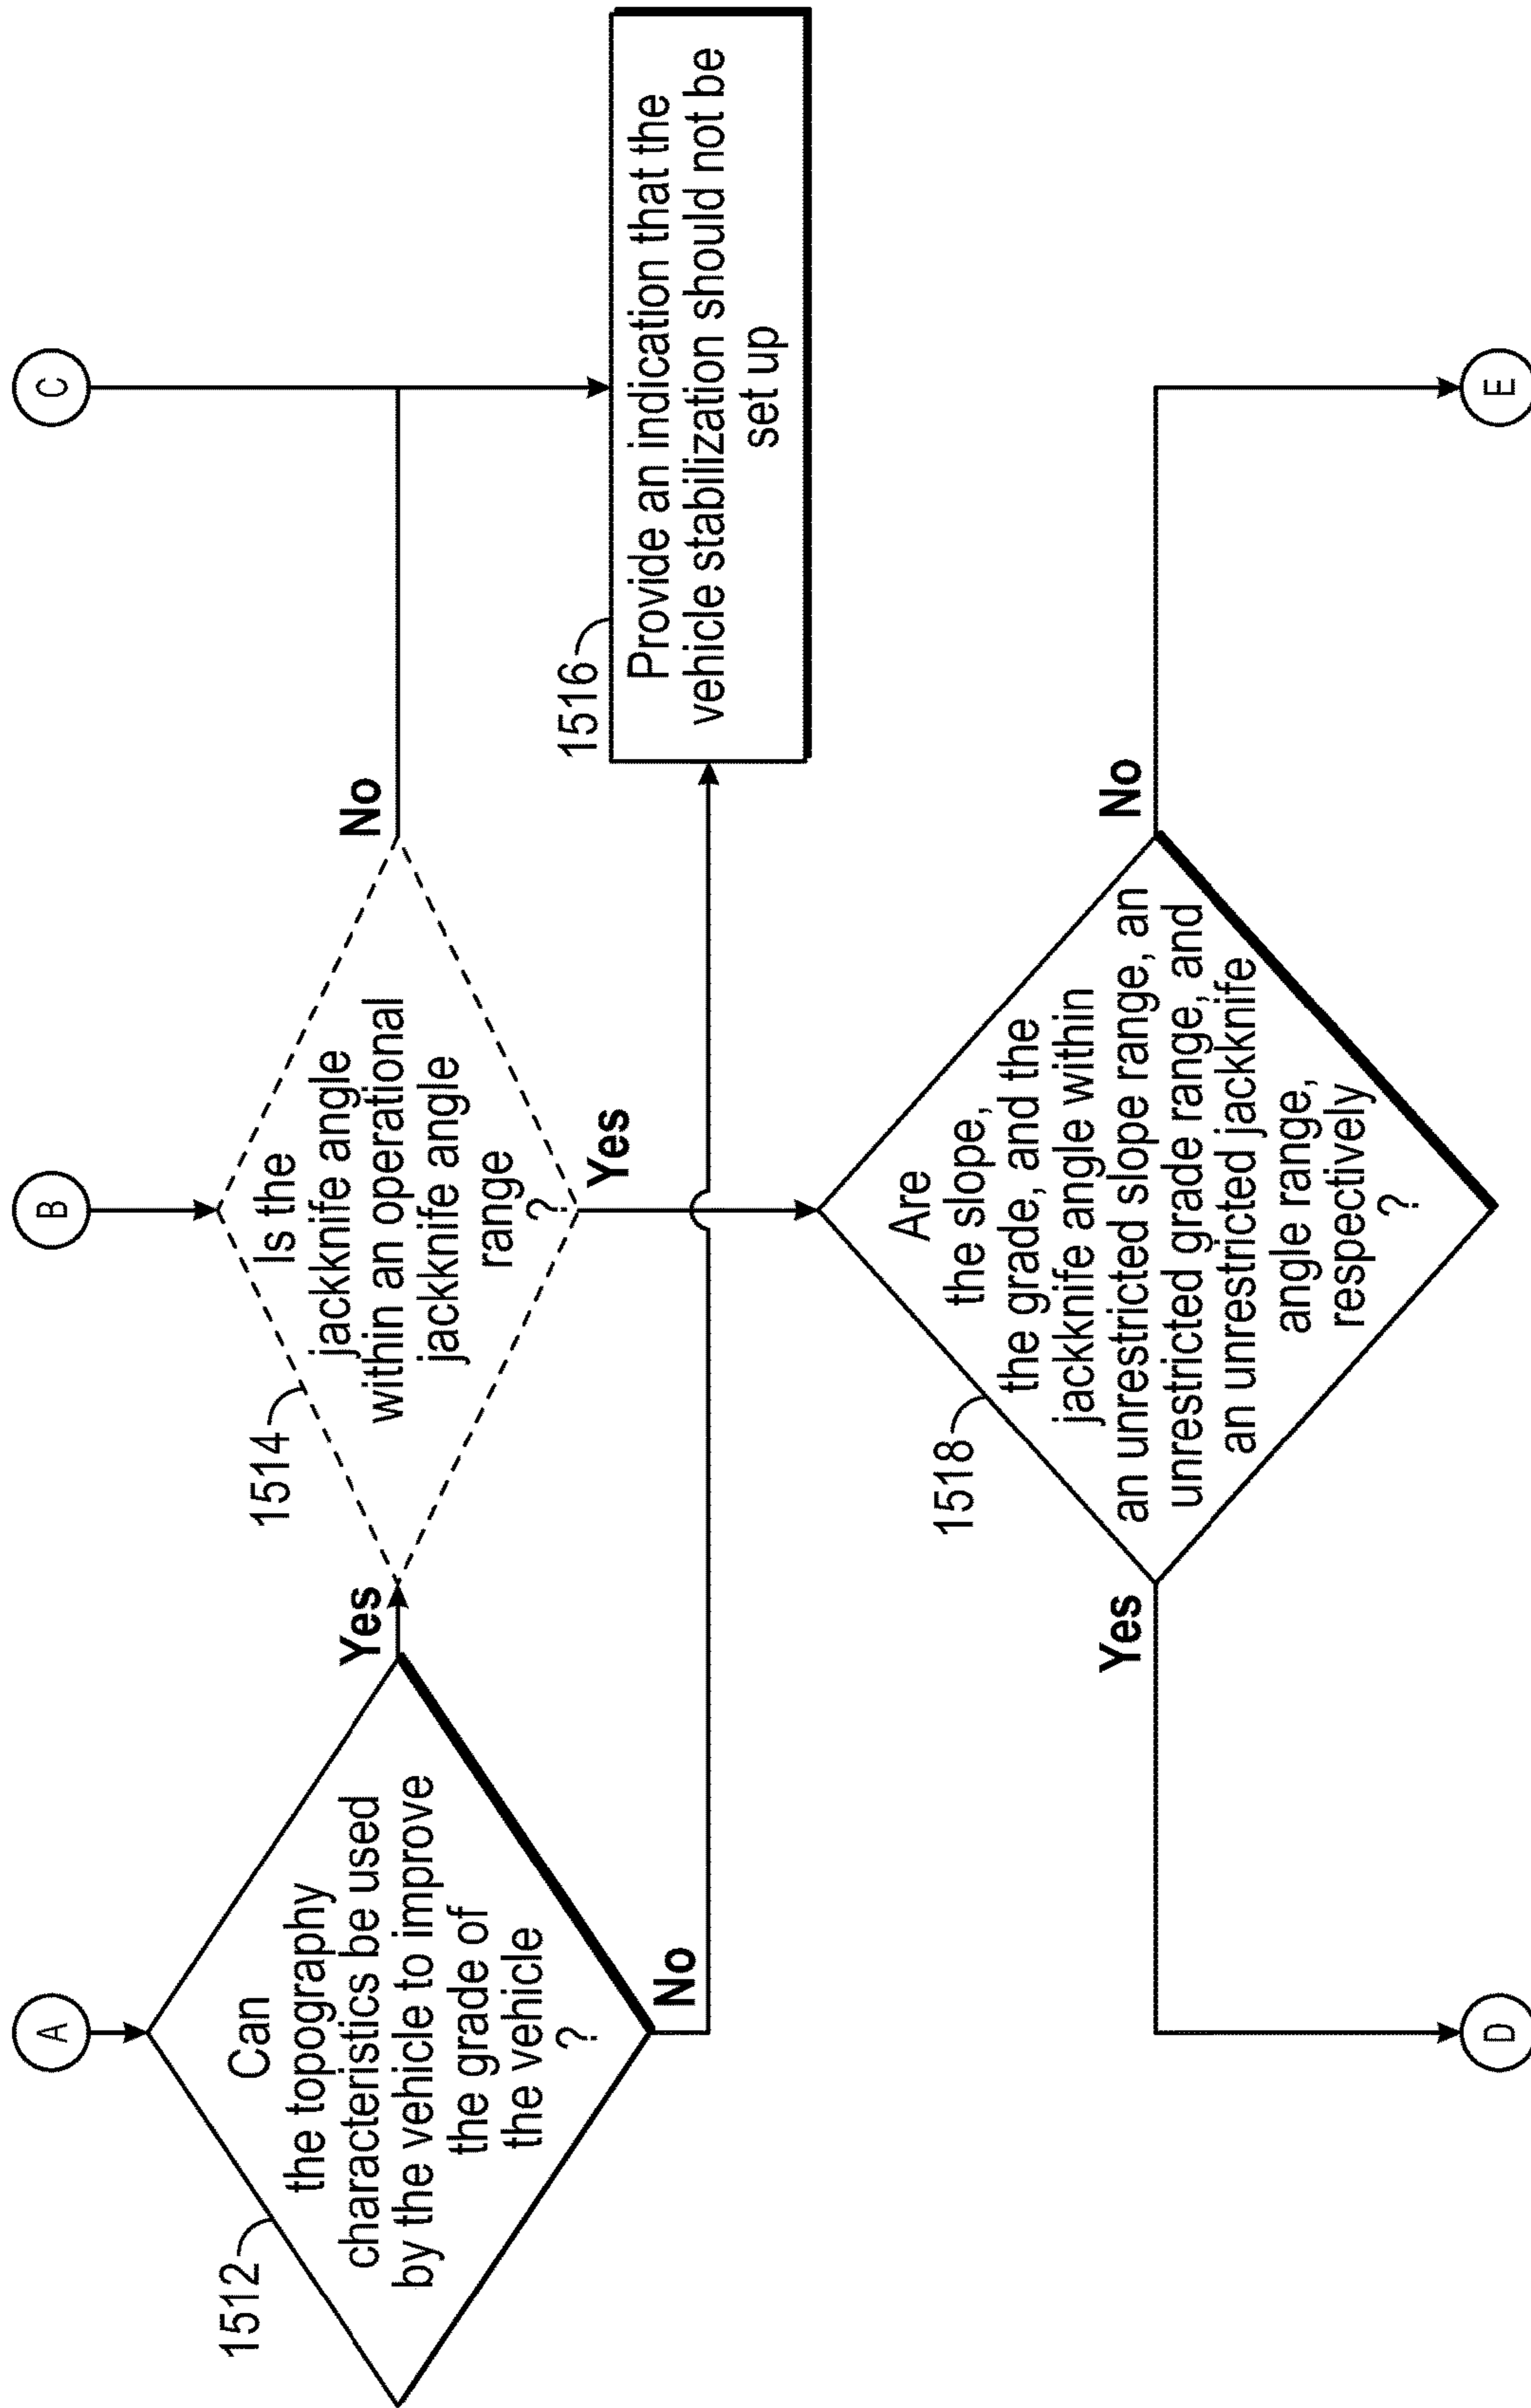 A
B
C
1512
Can
the topography
characteristics be used
by the vehicle to improve
the grade of
the vehicle
?
Yes
No
1514
Is the
jackknife angle
within an operational
jackknife angle
range
?
No
Yes
1516
Provide an indication that the
vehicle stabilization should not be
set up
1518
Are
the slope,
the grade, and the
jackknife angle within
an unrestricted slope range, an
unrestricted grade range, and
an unrestricted jackknife
angle range,
respectively
?
Yes
No
D
E